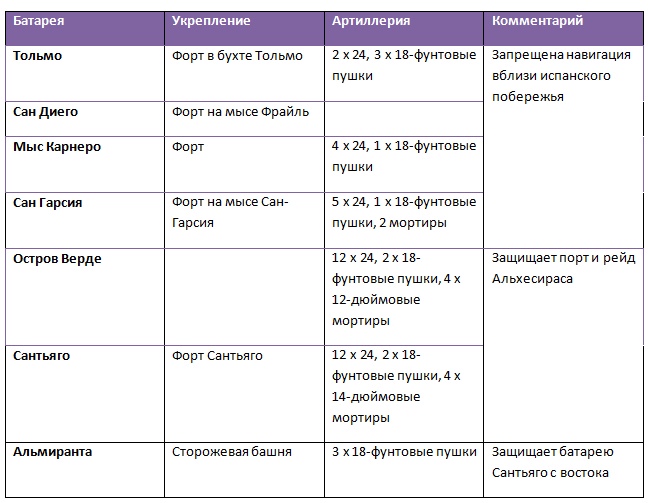 Батарея Укрепление Артиллерия Комментарий
Тольмо Форт в бухте Тольмо 2 x 24, 3 x 18-фунтовые Запрещена навигация
пушки вблизи испанского
побережья
Сан Диего Форт на мысе Фрайль
Мыс Карнеро Форт 4 x 24, 1 x 18-фунтовые
пушки
Сан Гарсия Форт на мысе Сан- 5 x 24, 1 x 18-фунтовые
Гарсия пушки, 2 мортиры
Остров Верде 12 x 24, 2 x 18- Защищает порт и рейд
фунтовые пушки, 4 x Альхесираса
12-дюймовые
мортиры
Сантьяго Форт Сантьяго 12 x 24, 2 x 18-
фунтовые пушки, 4 x
14-дюймовые
мортиры
Альмиранта Сторожевая башня 3 x 18-фунтовые пушки Защищает батарею
Сантьяго с востока